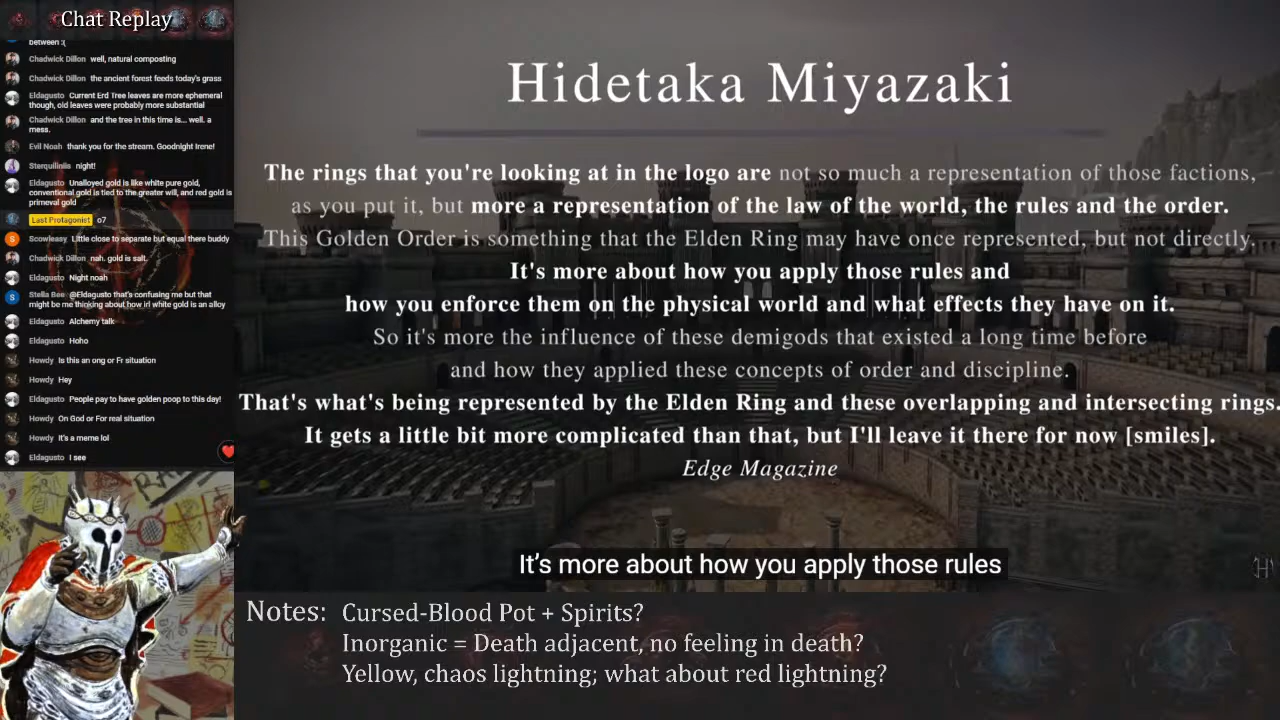 Chat Replay
between :(
Chadwick Dillon well, natural composting
Chadwick Dillon the ancient forest feeds today's grass
Eldagusto Current Erd Tree leaves are more ephemeral
though, old leaves were probably more substantial
Chadwick Dillon and the tree in this time is... well. a
mess.
Evil Noah thank you for the stream. Goodnight Irene!
Sterquiliniis night!
Eldagusto Unalloyed gold is like white pure gold,
conventional gold is tied to the greater will, and red gold is
primeval gold
Last Protagonist o7
Scowleasy Little close to separate but equal there buddy
Chadwick Dillon nah. gold is salt.
Eldagusto Night noah
Stella Bee @Eldagusto that's confusing me but that
might be me thinking about how irl white gold is an alloy
Eldagusto Alchemy talk
Eldagusto Hoho
Howdy Is this an ong or Fr situation
Howdy Hey
Eldagusto People pay to have golden poop to this day!
Howdy On God or For real situation
Howdy It's a meme lol
Eldagusto I see
Hidetaka Miyazaki
The rings that you're looking at in the logo are not so much a representation of those factions,
as you put it, but more a representation of the law of the world, the rules and the order.
This Golden Order is something that the Elden Ring may have once represented, but not directly.
It's more about how you apply those rules and
how you enforce them on the physical world and what effects they have on it.
So it's more the influence of these demigods that existed a long time before
and how they applied these concepts of order and discipline.
That's what's being represented by the Elden Ring and these overlapping and intersecting rings.
It gets a little bit more complicated than that, but I'll leave it there for now [smiles].
Edge Magazine
It's more about how you apply those rules
Notes: Cursed-Blood Pot + Spirits?
Inorganic = Death adjacent, no feeling in death?
Yellow, chaos lightning; what about red lightning?